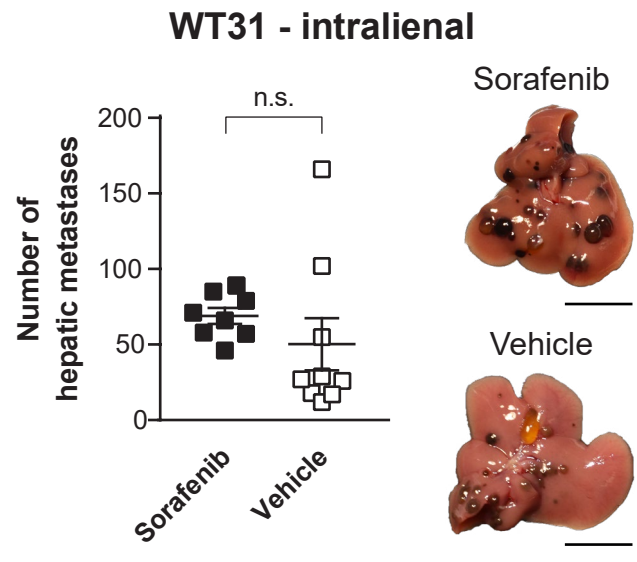 WT31 - intralienal
Number of
hepatic metastases
200
150
100
50
0
n.s.
Sorafenib
Vehicle
Sorafenib
Vehicle